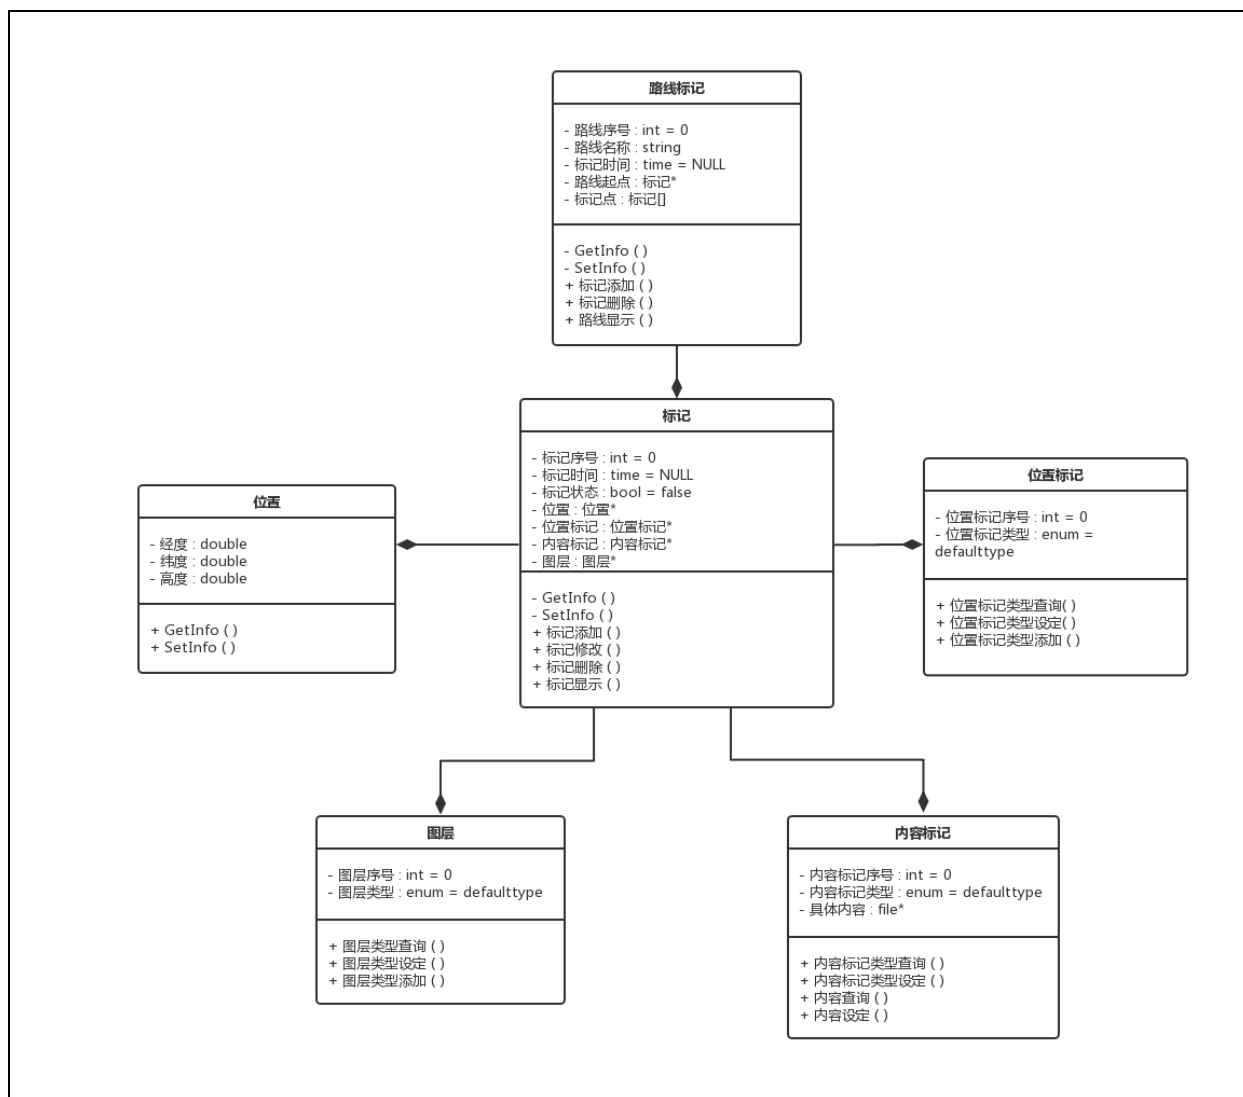 路线标记
- 路线序号 : int = 0
- 路线名称 : string
- 标记时间 : time = NULL
- 路线起点 : 标记*
- 标记点 : 标记[]
- GetInfo ( )
- SetInfo ( )
+ 标记添加 ( )
+ 标记删除 ( )
+ 路线显示 ( )
标记
- 标记序号 : int = 0
- 标记时间 : time = NULL
- 标记状态 : bool = false
- 位置 : 位置*
- 位置标记 : 位置标记*
- 内容标记 : 内容标记*
- 图层 : 图层*
- GetInfo ( )
- SetInfo ( )
+ 标记添加 ( )
+ 标记修改 ( )
+ 标记删除 ( )
+ 标记显示 ( )
位置
- 经度 : double
- 纬度 : double
- 高度 : double
+ GetInfo ( )
+ SetInfo ( )
位置标记
- 位置标记序号 : int = 0
- 位置标记类型 : enum =
defaulttype
+ 位置标记类型查询( )
+ 位置标记类型设定( )
+ 位置标记类型添加 ( )
图层
- 图层序号 : int = 0
- 图层类型 : enum = defaulttype
+ 图层类型查询 ( )
+ 图层类型设定 ( )
+ 图层类型添加 ( )
内容标记
- 内容标记序号 : int = 0
- 内容标记类型 : enum = defaulttype
- 具体内容 : file*
+ 内容标记类型查询 ( )
+ 内容标记类型设定 ( )
+ 内容查询 ( )
+ 内容设定 ( )